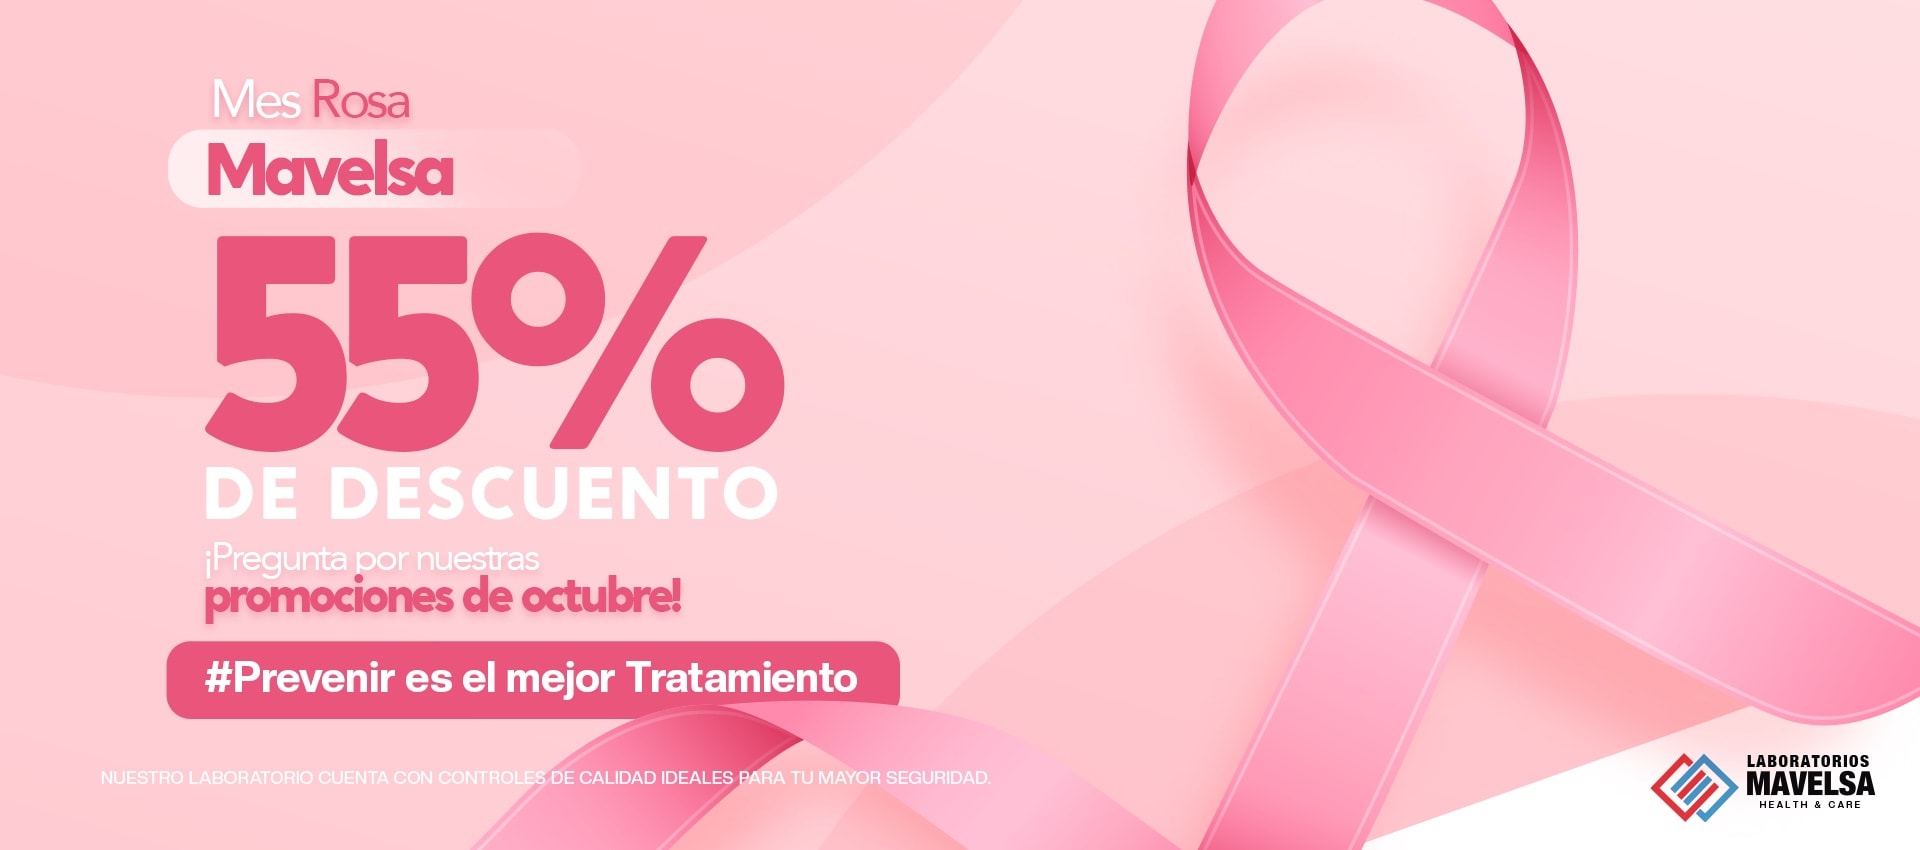 Mes Rosa
Mavelsa
55%
DE DESCUENTO
¡Pregunta por nuestras
promociones de octubre!
#Prevenir es el mejor Tratamiento
NUESTRO LABORATORIO CUENTA CON CONTROLES DE CALIDAD IDEALES PARA TU MAYOR SEGURIDAD.
LABORATORIOS
MAVELSA
HEALTH & CARE